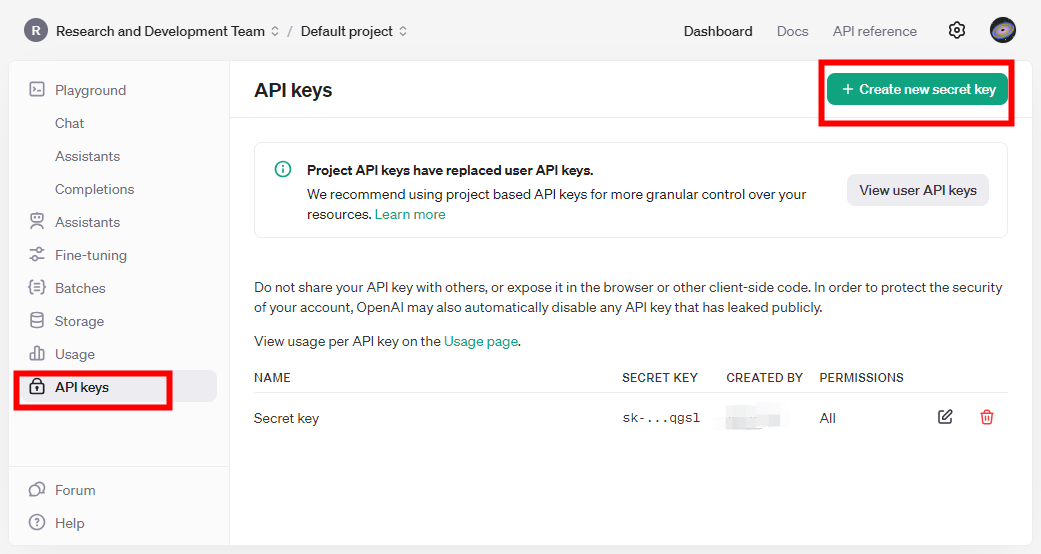 R Research and Development Team / Default project
Dashboard Docs API reference
Playground
Chat
Assistants
Completions
Assistants
Fine-tuning
Batches
Storage
Usage
API keys
Forum
Help
API keys
+ Create new secret key
Project API keys have replaced user API keys.
We recommend using project based API keys for more granular control over your
resources. Learn more
View user API keys
Do not share your API key with others, or expose it in the browser or other client-side code. In order to protect the security
of your account, OpenAI may also automatically disable any API key that has leaked publicly.
View usage per API key on the Usage page.
NAME SECRET KEY CREATED BY PERMISSIONS
Secret key sk-...qgsl All